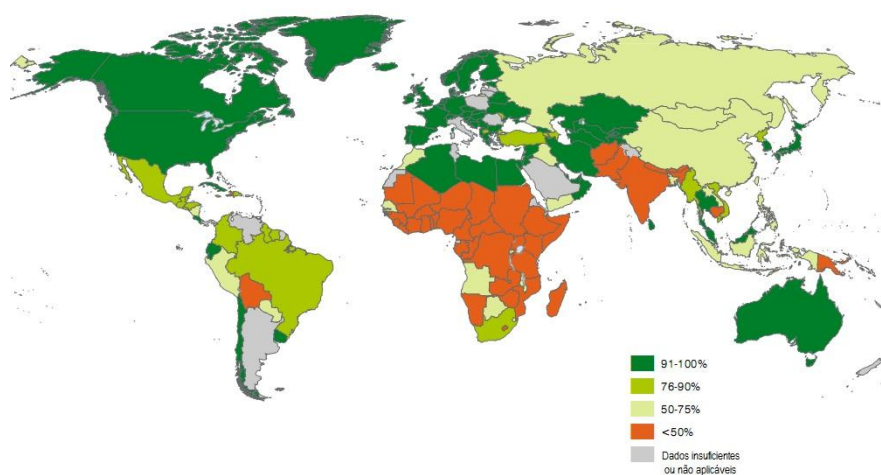 91-100%
76-90%
50-75%
<50%
Dados insuficientes
ou não aplicáveis